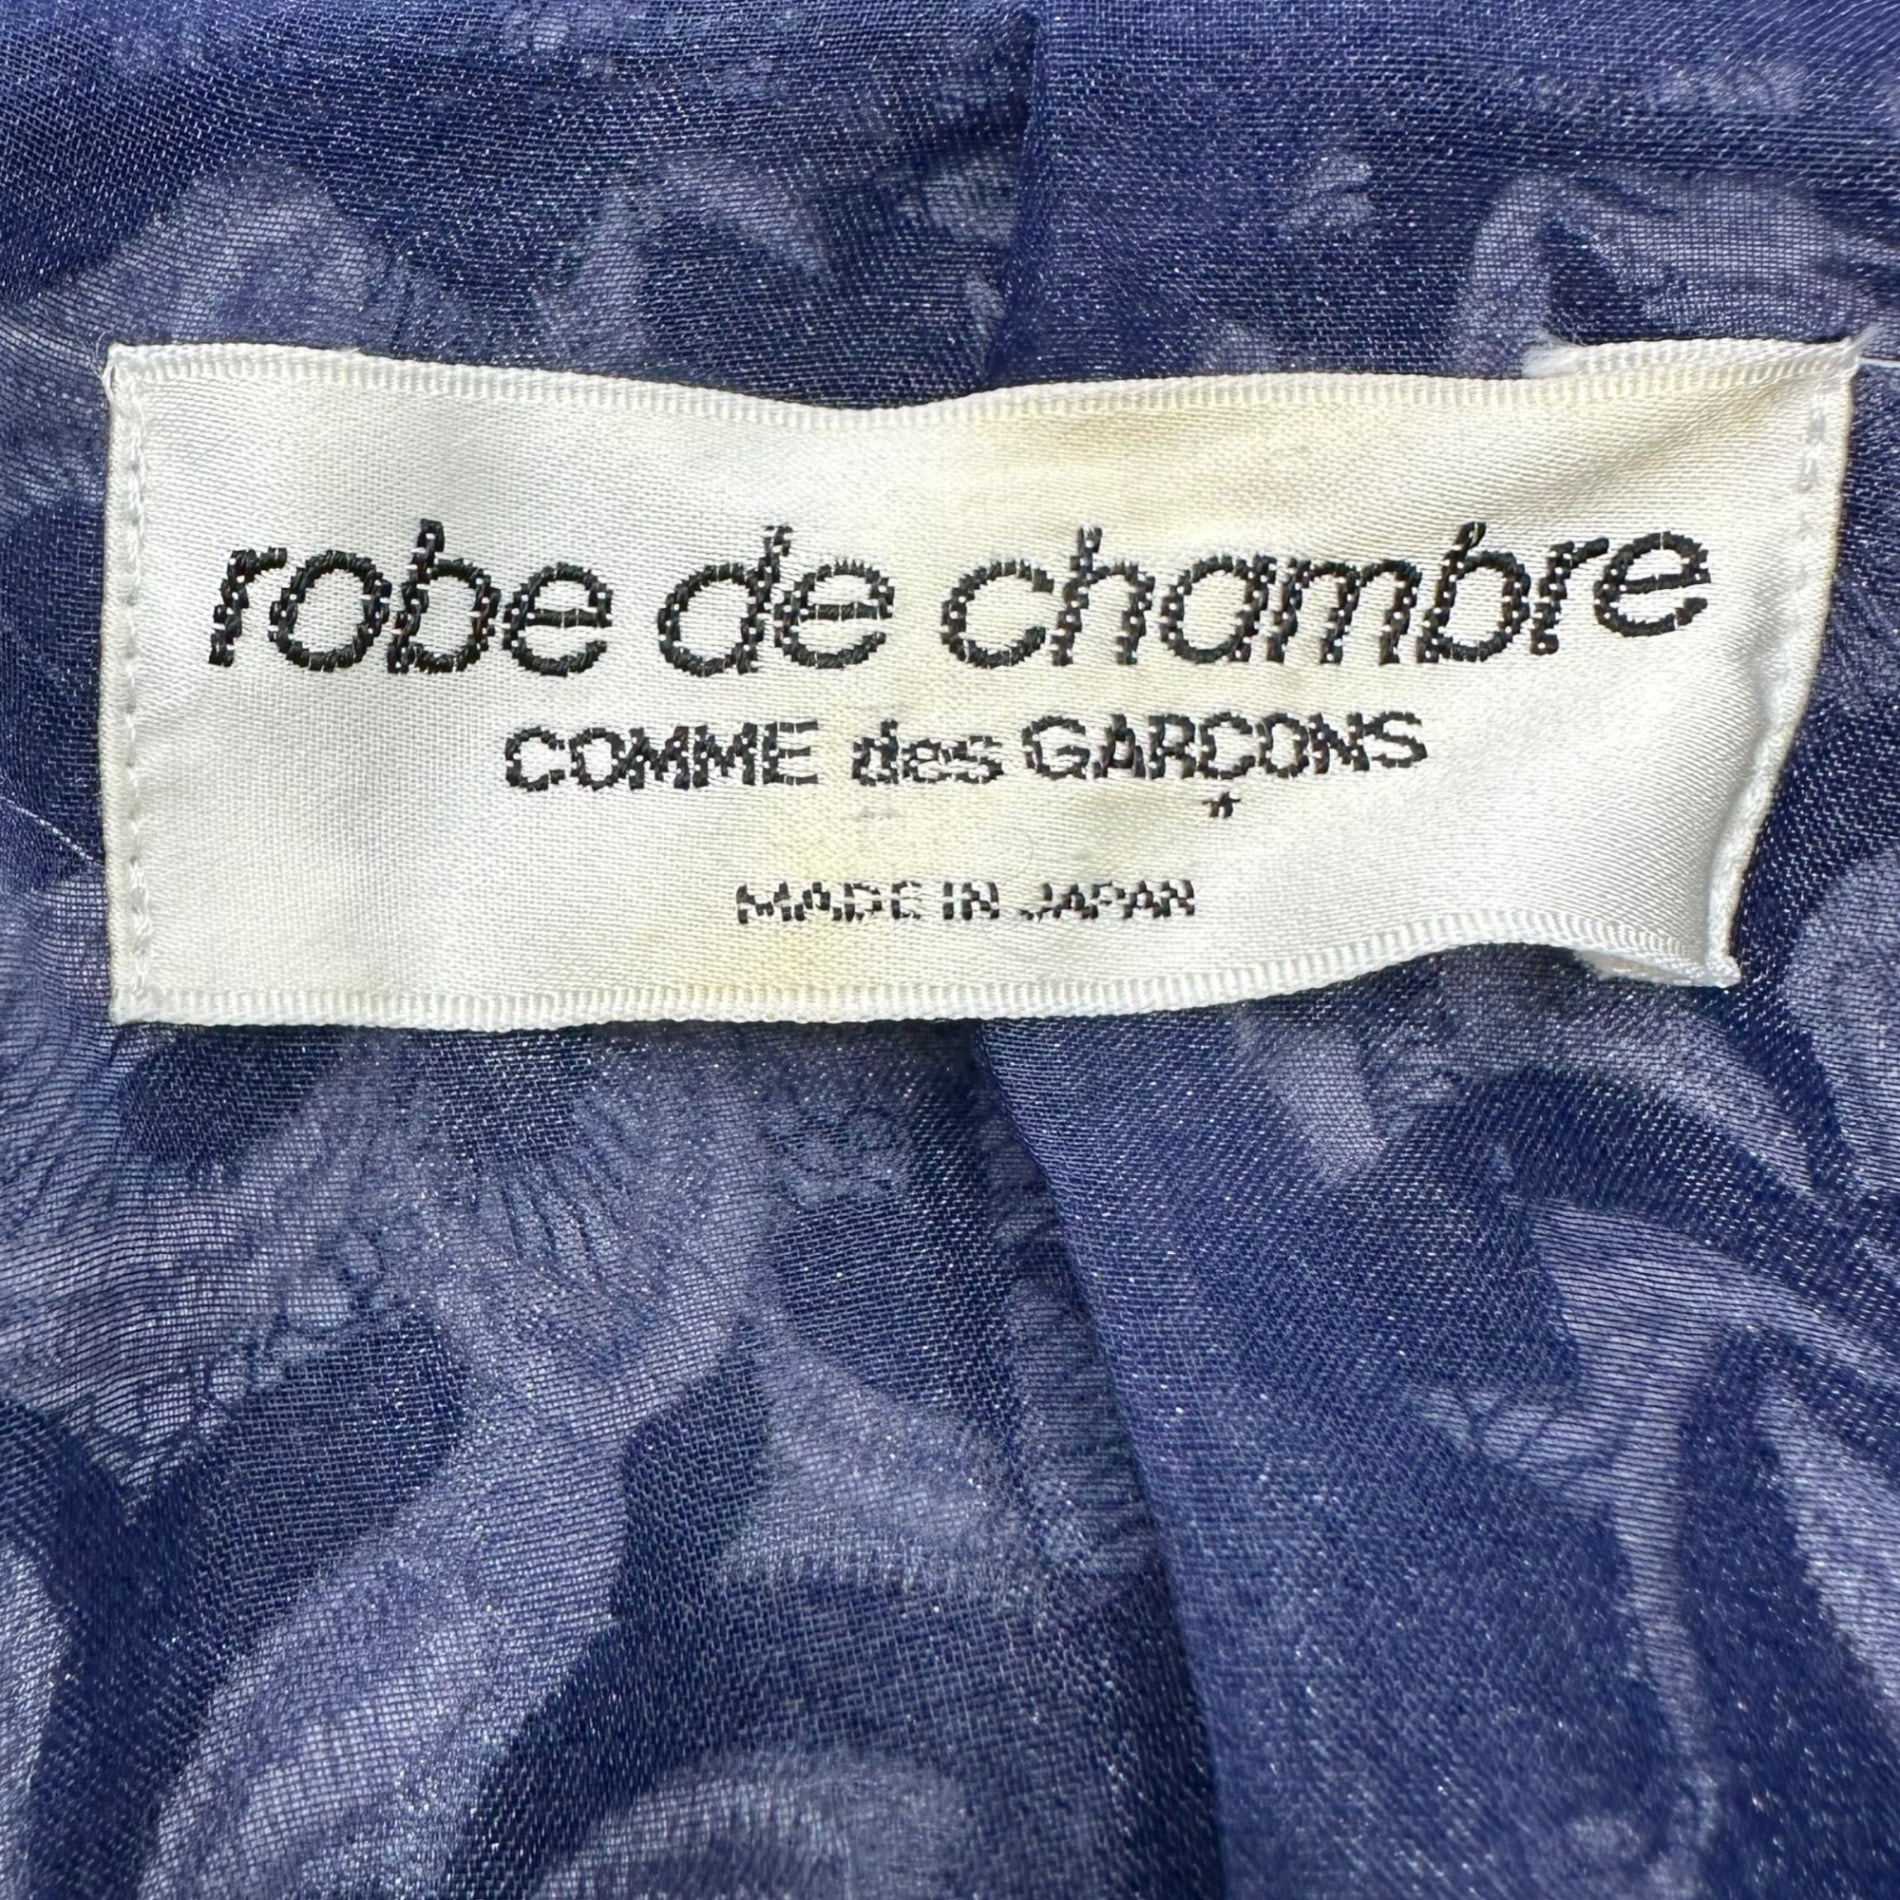 robe de chambre
COMME des GARÇONS
MADE IN JAPAN